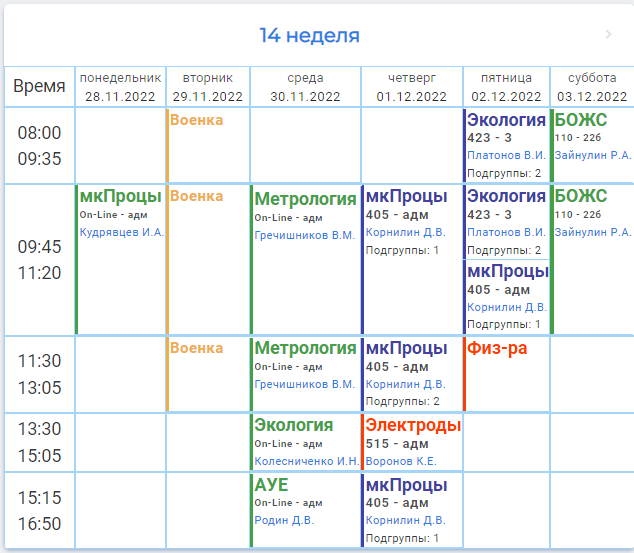 14 неделя
Время
понедельник
28.11.2022
вторник
29.11.2022
среда
30.11.2022
четверг
01.12.2022
пятница
02.12.2022
суббота
03.12.2022
08:00
09:35
Военка
Экология
423 - 3
Платонов В.И.
Подгруппы: 2
БОЖС
110 - 22б
Зайнулин Р.А.
09:45
11:20
мкПроцы
On-Line - адм
Кудрявцев И.А.
Военка
Метрология
On-Line - адм
Гречишников В.М.
мкПроцы
405 - адм
Корнилин Д.В.
Подгруппы: 1
Экология
423 - 3
Платонов В.И.
Подгруппы: 2
мкПроцы
405 - адм
Корнилин Д.В.
Подгруппы: 1
БОЖС
110 - 22б
Зайнулин Р.А.
11:30
13:05
Военка
Метрология
On-Line - адм
Гречишников В.М.
мкПроцы
405 - адм
Корнилин Д.В.
Подгруппы: 2
Физ-ра
13:30
15:05
Экология
On-Line - адм
Колесниченко И.Н.
Электроды
515 - адм
Воронов К.Е.
15:15
16:50
АУЕ
On-Line - адм
Родин Д.В.
мкПроцы
405 - адм
Корнилин Д.В.
Подгруппы: 1